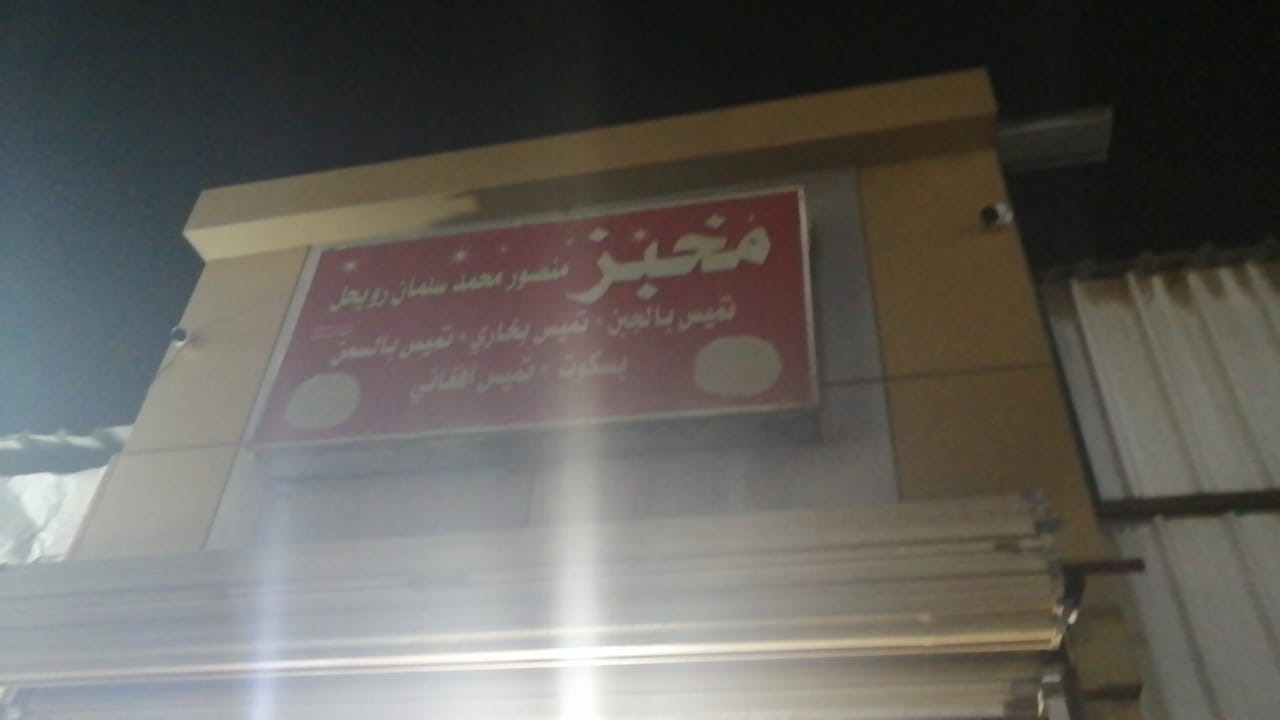 مخبز منصور محمد سلمان رويحل
تميس بالجبن • تميس بخاري • تميس بالسمن
بسكوت • تميس افغاني